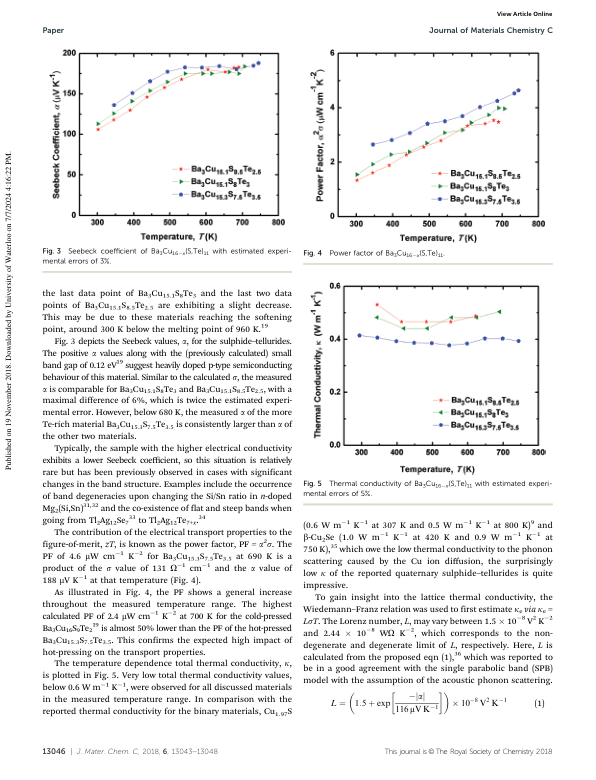 View Article Online
Paper
Journal of Materials Chemistry C
Published on 19 November 2018. Downloaded by University of Waterloo on 7/7/2024 4:16:22 PM.
200
150
100
50
0
200
300
400
500
600
700
800
Seebeck Coefficient, α (μV K⁻¹)
Temperature, T (K)
Ba₃Cu₁₅.₁S₈.₅Te₂.₅
Ba₃Cu₁₅.₁S₈Te₃
Ba₃Cu₁₅.₃S₇.₅Te₃.₅
Fig. 3 Seebeck coefficient of Ba₃Cu₁₆₋ₓ(S,Te)₁₁ with estimated experi-
mental errors of 3%.
the last data point of Ba₃Cu₁₅.₁S₈Te₃ and the last two data
points of Ba₃Cu₁₅.₁S₈.₅Te₂.₅ are exhibiting a slight decrease.
This may be due to these materials reaching the softening
point, around 300 K below the melting point of 960 K.¹⁹
Fig. 3 depicts the Seebeck values, α, for the sulphide–tellurides.
The positive α values along with the (previously calculated) small
band gap of 0.12 eV¹⁹ suggest heavily doped p-type semiconducting
behaviour of this material. Similar to the calculated σ, the measured
α is comparable for Ba₃Cu₁₅.₁S₈Te₃ and Ba₃Cu₁₅.₁S₈.₅Te₂.₅, with a
maximal difference of 6%, which is twice the estimated experi-
mental error. However, below 680 K, the measured α of the more
Te-rich material Ba₃Cu₁₅.₃S₇.₅Te₃.₅ is consistently larger than α of
the other two materials.
Typically, the sample with the higher electrical conductivity
exhibits a lower Seebeck coefficient, so this situation is relatively
rare but has been previously observed in cases with significant
changes in the band structure. Examples include the occurrence
of band degeneracies upon changing the Si/Sn ratio in n-doped
Mg₂(Si,Sn)³¹,³² and the co-existence of flat and steep bands when
going from Tl₂Ag₁₂Se₇³³ to Tl₂Ag₁₂Te₇₊ₓ.³⁴
The contribution of the electrical transport properties to the
figure-of-merit, zT, is known as the power factor, PF = α²σ. The
PF of 4.6 μW cm⁻¹ K⁻² for Ba₃Cu₁₅.₃S₇.₅Te₃.₅ at 690 K is a
product of the σ value of 131 Ω⁻¹ cm⁻¹ and the α value of
188 μV K⁻¹ at that temperature (Fig. 4).
As illustrated in Fig. 4, the PF shows a general increase
throughout the measured temperature range. The highest
calculated PF of 2.4 μW cm⁻¹ K⁻² at 700 K for the cold-pressed
Ba₃Cu₁₆S₉Te₂¹⁹ is almost 50% lower than the PF of the hot-pressed
Ba₃Cu₁₅.₃S₇.₅Te₃.₅. This confirms the expected high impact of
hot-pressing on the transport properties.
The temperature dependent total thermal conductivity, κ,
is plotted in Fig. 5. Very low total thermal conductivity values,
below 0.6 W m⁻¹ K⁻¹, were observed for all discussed materials
in the measured temperature range. In comparison with the
reported thermal conductivity for the binary materials, Cu₁.₉₇S
6
4
2
0
200
300
400
500
600
700
800
Power Factor, α²σ (μW cm⁻¹K⁻²)
Temperature, T (K)
Ba₃Cu₁₅.₁S₈.₅Te₂.₅
Ba₃Cu₁₅.₁S₈Te₃
Ba₃Cu₁₅.₃S₇.₅Te₃.₅
Fig. 4 Power factor of Ba₃Cu₁₆₋ₓ(S,Te)₁₁.
0.6
0.4
0.2
0.0
300
400
500
600
700
800
Thermal Conductivity, κ (W m⁻¹ K⁻¹)
Temperature, T (K)
Ba₃Cu₁₅.₁S₈.₅Te₂.₅
Ba₃Cu₁₅.₁S₈Te₃
Ba₃Cu₁₅.₃S₇.₅Te₃.₅
Fig. 5 Thermal conductivity of Ba₃Cu₁₆₋ₓ(S,Te)₁₁ with estimated experi-
mental errors of 5%.
(0.6 W m⁻¹ K⁻¹ at 307 K and 0.5 W m⁻¹ K⁻¹ at 800 K)⁹ and
β-Cu₂Se (1.0 W m⁻¹ K⁻¹ at 420 K and 0.9 W m⁻¹ K⁻¹ at
750 K),³⁵ which owe the low thermal conductivity to the phonon
scattering caused by the Cu ion diffusion, the surprisingly
low κ of the reported quaternary sulphide–tellurides is quite
impressive.
To gain insight into the lattice thermal conductivity, the
Wiedemann–Franz relation was used to first estimate κₑ via κₑ =
LσT. The Lorenz number, L, may vary between 1.5 × 10⁻⁸ V² K⁻²
and 2.44 × 10⁻⁸ WΩ K⁻², which corresponds to the non-
degenerate and degenerate limit of L, respectively. Here, L is
calculated from the proposed eqn (1),³⁶ which was reported to
be in a good agreement with the single parabolic band (SPB)
model with the assumption of the acoustic phonon scattering.
L = (1.5 + exp[−|α| / 116 μV K⁻¹]) × 10⁻⁸ V² K⁻¹ (1)
13046 | J. Mater. Chem. C, 2018, 6, 13043–13048
This journal is © The Royal Society of Chemistry 2018